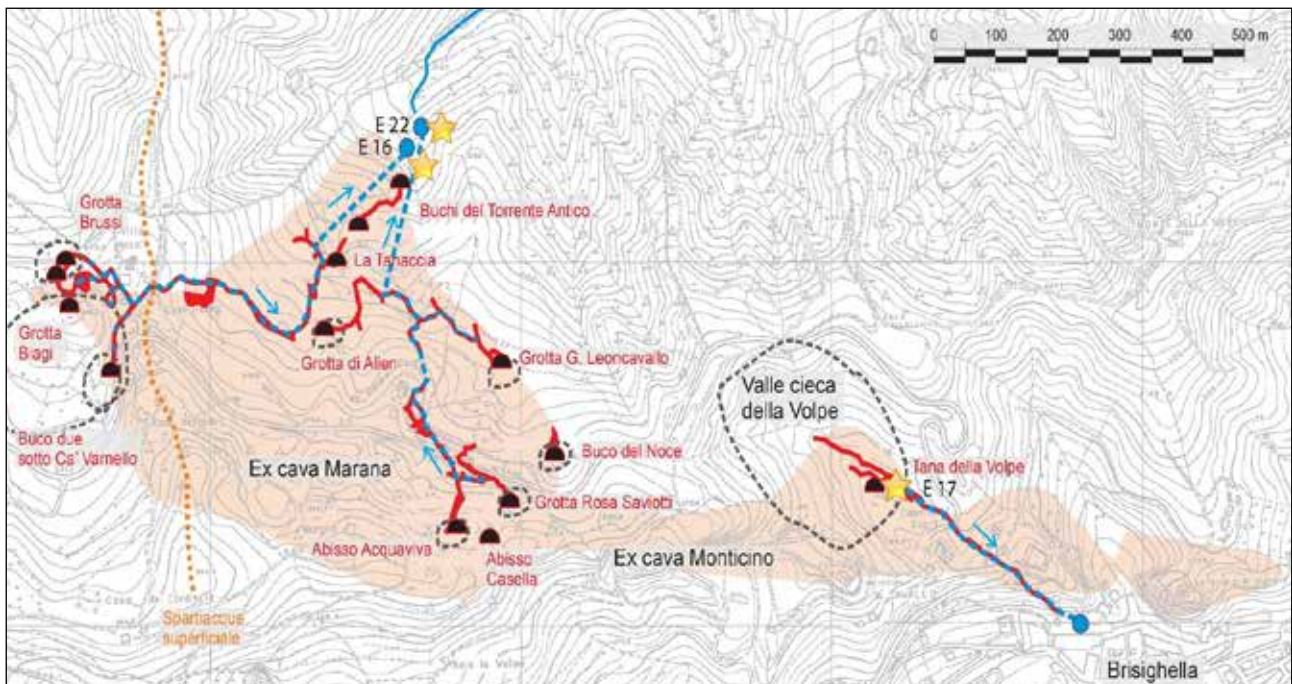 0 100 200 300 400 500 m
E 22
E 16
Grotta
Brussi
Buchi del Torrente Antico
La Tanaccia
Grotta
Biagi
Grotta di Alien
Grotta G. Leoncavallo
Valle cieca
della Volpe
Buco due
sotto Ca' Varnello
Ex cava Marana
Buco del Noce
Tana della Volpe
E 17
Grotta Rosa Saviotti
Abisso Acquaviva
Abisso
Casella
Ex cava Monticino
Spartiacque
superficiale
Brisighella